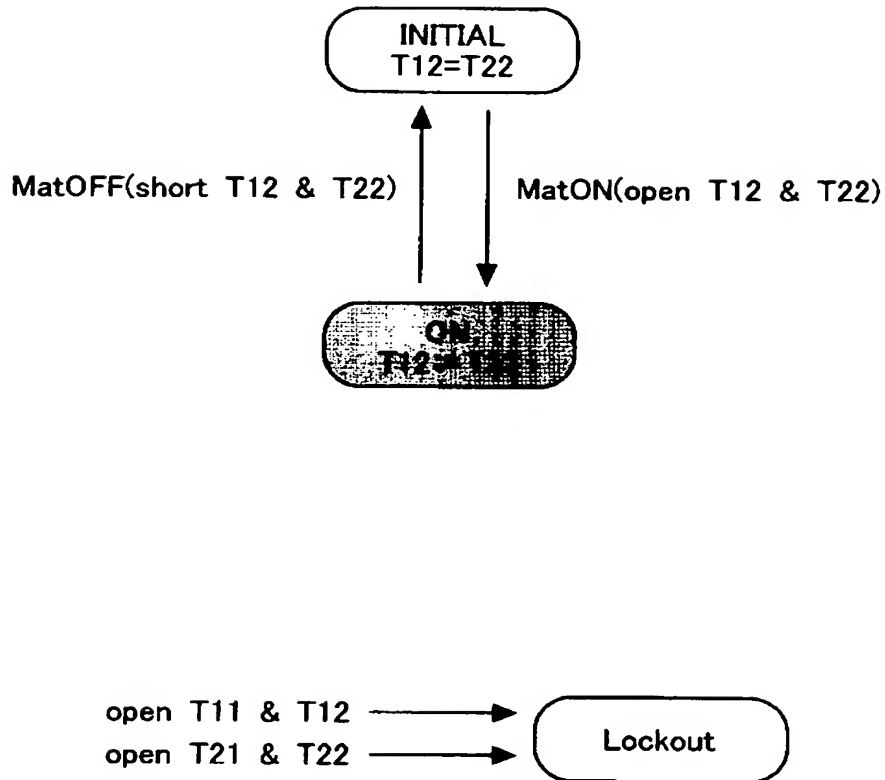 INITIAL
T12=T22
MatOFF(short T12 & T22)
MatON(open T12 & T22)
ON
open T11 & T12
open T21 & T22
Lockout